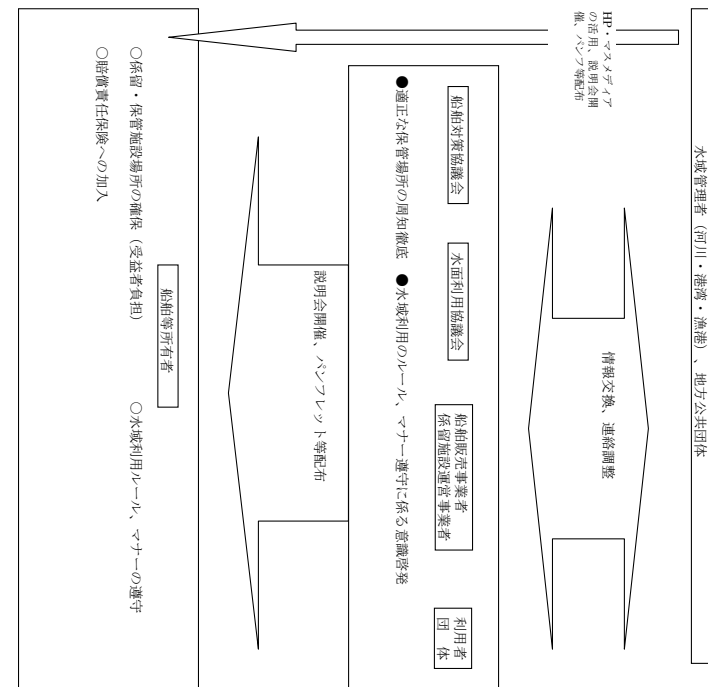 水域管理者（河川・港湾・漁港）、地方公共団体
HP・マスメディア
の活用、説明会開
催、パンフ等配布
情報交換、連絡調整
船舶対策協議会
水面利用協議会
船舶販売事業者
係留施設運営事業者
利用者
団　体
●適正な保管場所の周知徹底　●水域利用のルール、マナー遵守に係る意識啓発
説明会開催、パンフレット等配布
船舶等所有者
○係留・保管施設場所の確保（受益者負担）　○水域利用ルール、マナーの遵守
○賠償責任保険への加入